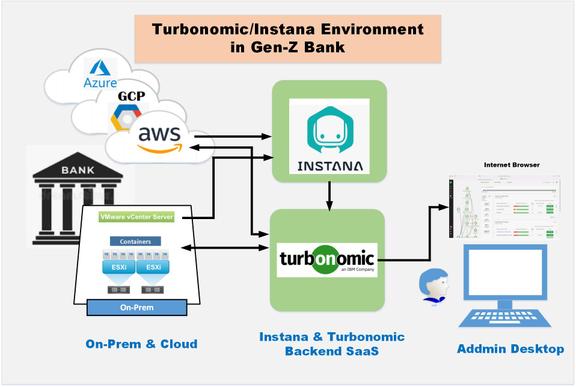 Turbonomic/Instana Environment
in Gen-Z Bank
Azure
GCP
aws
BANK
VMware vCenter Server
Containers
ESXi ESXi
On-Prem
On-Prem & Cloud
INSTANA
turbonomic
an IBM Company
Instana & Turbonomic
Backend SaaS
Internet Browser
Addmin Desktop